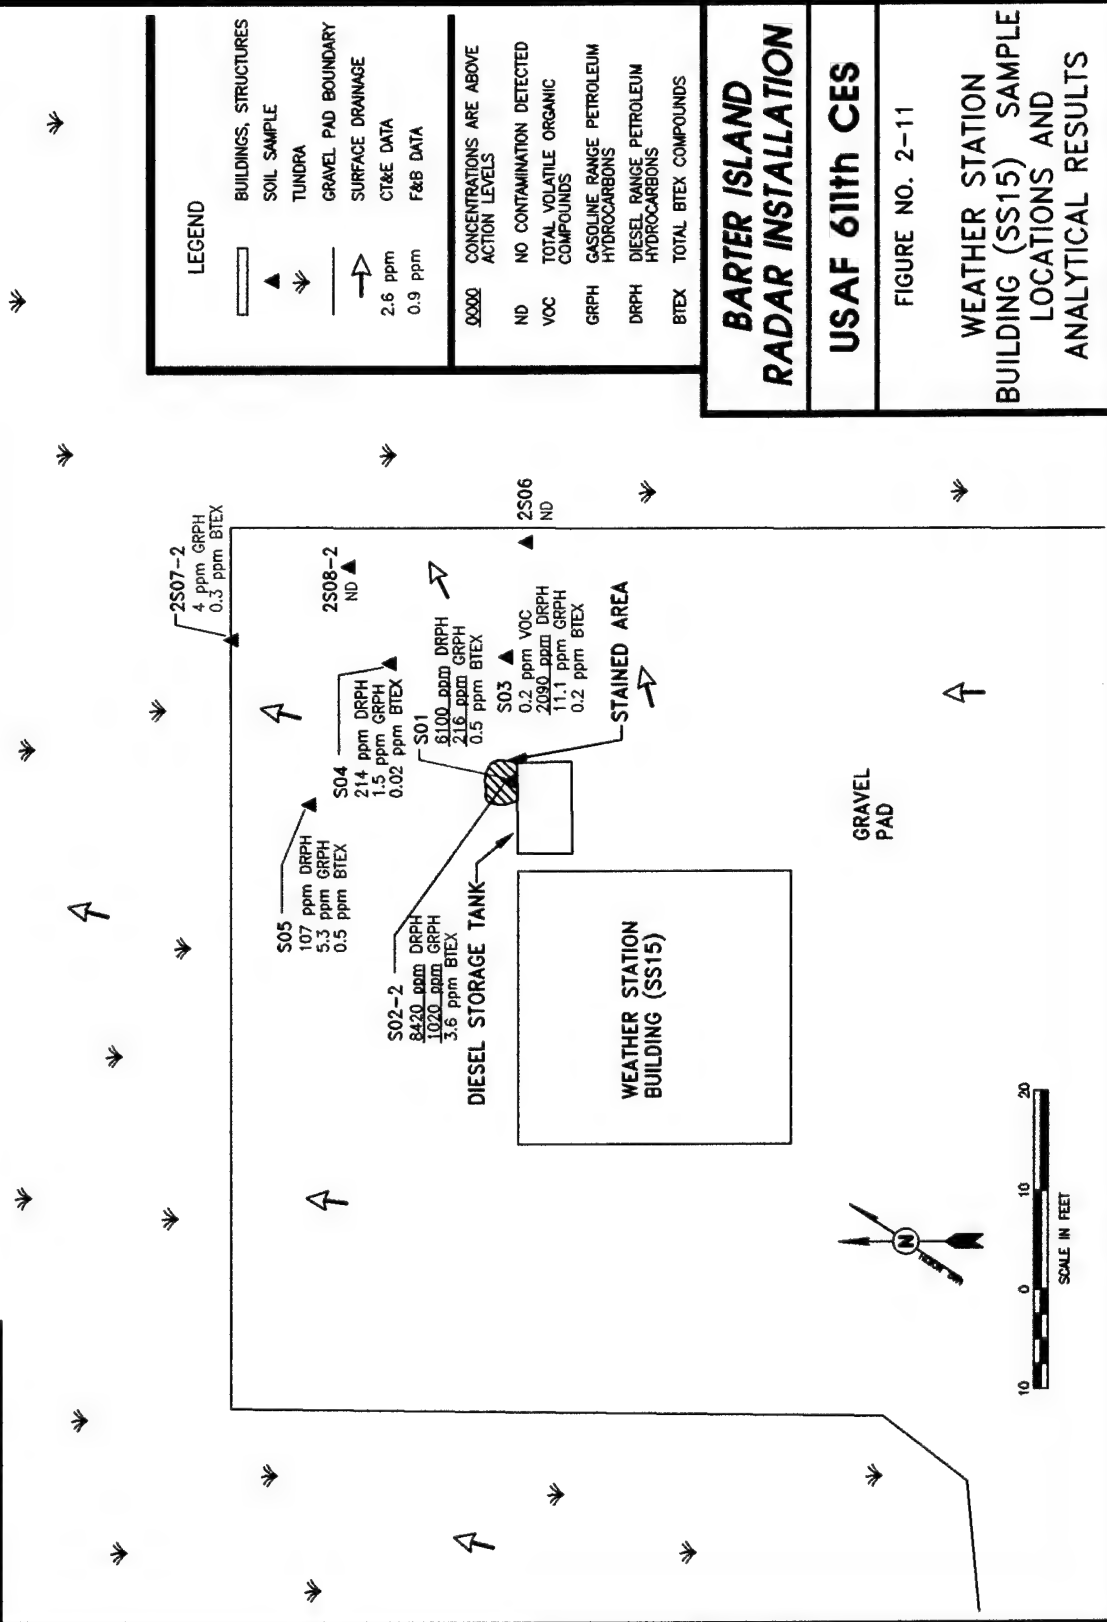 2S07-2
4 ppm GRPH
0.3 ppm BTEX
2S08-2
ND
2S06
ND
S05
107 ppm DRPH
5.3 ppm GRPH
0.5 ppm BTEX
S04
214 ppm DRPH
1.5 ppm GRPH
0.02 ppm BTEX
S01
6100 ppm DRPH
216 ppm GRPH
0.5 ppm BTEX
S03
0.2 ppm VOC
2090 ppm DRPH
11.1 ppm GRPH
0.2 ppm BTEX
S02-2
8420 ppm DRPH
1020 ppm GRPH
3.6 ppm BTEX
DIESEL STORAGE TANK
STAINED AREA
WEATHER STATION
BUILDING (SS15)
GRAVEL
PAD
N
10 0 10 20
SCALE IN FEET
LEGEND
BUILDINGS, STRUCTURES
SOIL SAMPLE
TUNDRA
GRAVEL PAD BOUNDARY
SURFACE DRAINAGE
2.6 ppm CT&E DATA
0.9 ppm F&B DATA
0000 CONCENTRATIONS ARE ABOVE
ACTION LEVELS
ND NO CONTAMINATION DETECTED
VOC TOTAL VOLATILE ORGANIC
COMPOUNDS
GRPH GASOLINE RANGE PETROLEUM
HYDROCARBONS
DRPH DIESEL RANGE PETROLEUM
HYDROCARBONS
BTEX TOTAL BTEX COMPOUNDS
BARTER ISLAND
RADAR INSTALLATION
USAF 611th CES
FIGURE NO. 2-11
WEATHER STATION
BUILDING (SS15) SAMPLE
LOCATIONS AND
ANALYTICAL RESULTS